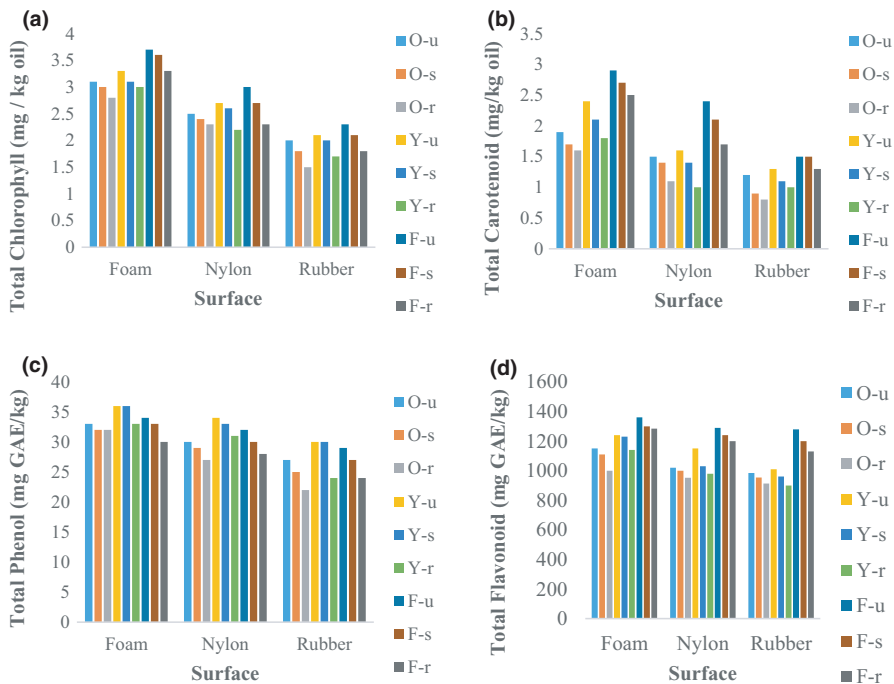 (a)
Total Chlorophyll (mg / kg oil)
4
3.5
3
2.5
2
1.5
1
0.5
0
Foam Nylon Rubber
Surface
O-u
O-s
O-r
Y-u
Y-s
Y-r
F-u
F-s
F-r
(b)
Total Carotenoid (mg/kg oil)
3.5
3
2.5
2
1.5
1
0.5
0
Foam Nylon Rubber
Surface
O-u
O-s
O-r
Y-u
Y-s
Y-r
F-u
F-s
F-r
(c)
Total Phenol (mg GAE/kg)
40
35
30
25
20
15
10
5
0
Foam Nylon Rubber
Surface
O-u
O-s
O-r
Y-u
Y-s
Y-r
F-u
F-s
F-r
(d)
Total Flavonoid (mg GAE/kg)
1600
1400
1200
1000
800
600
400
200
0
Foam Nylon Rubber
Surface
O-u
O-s
O-r
Y-u
Y-s
Y-r
F-u
F-s
F-r